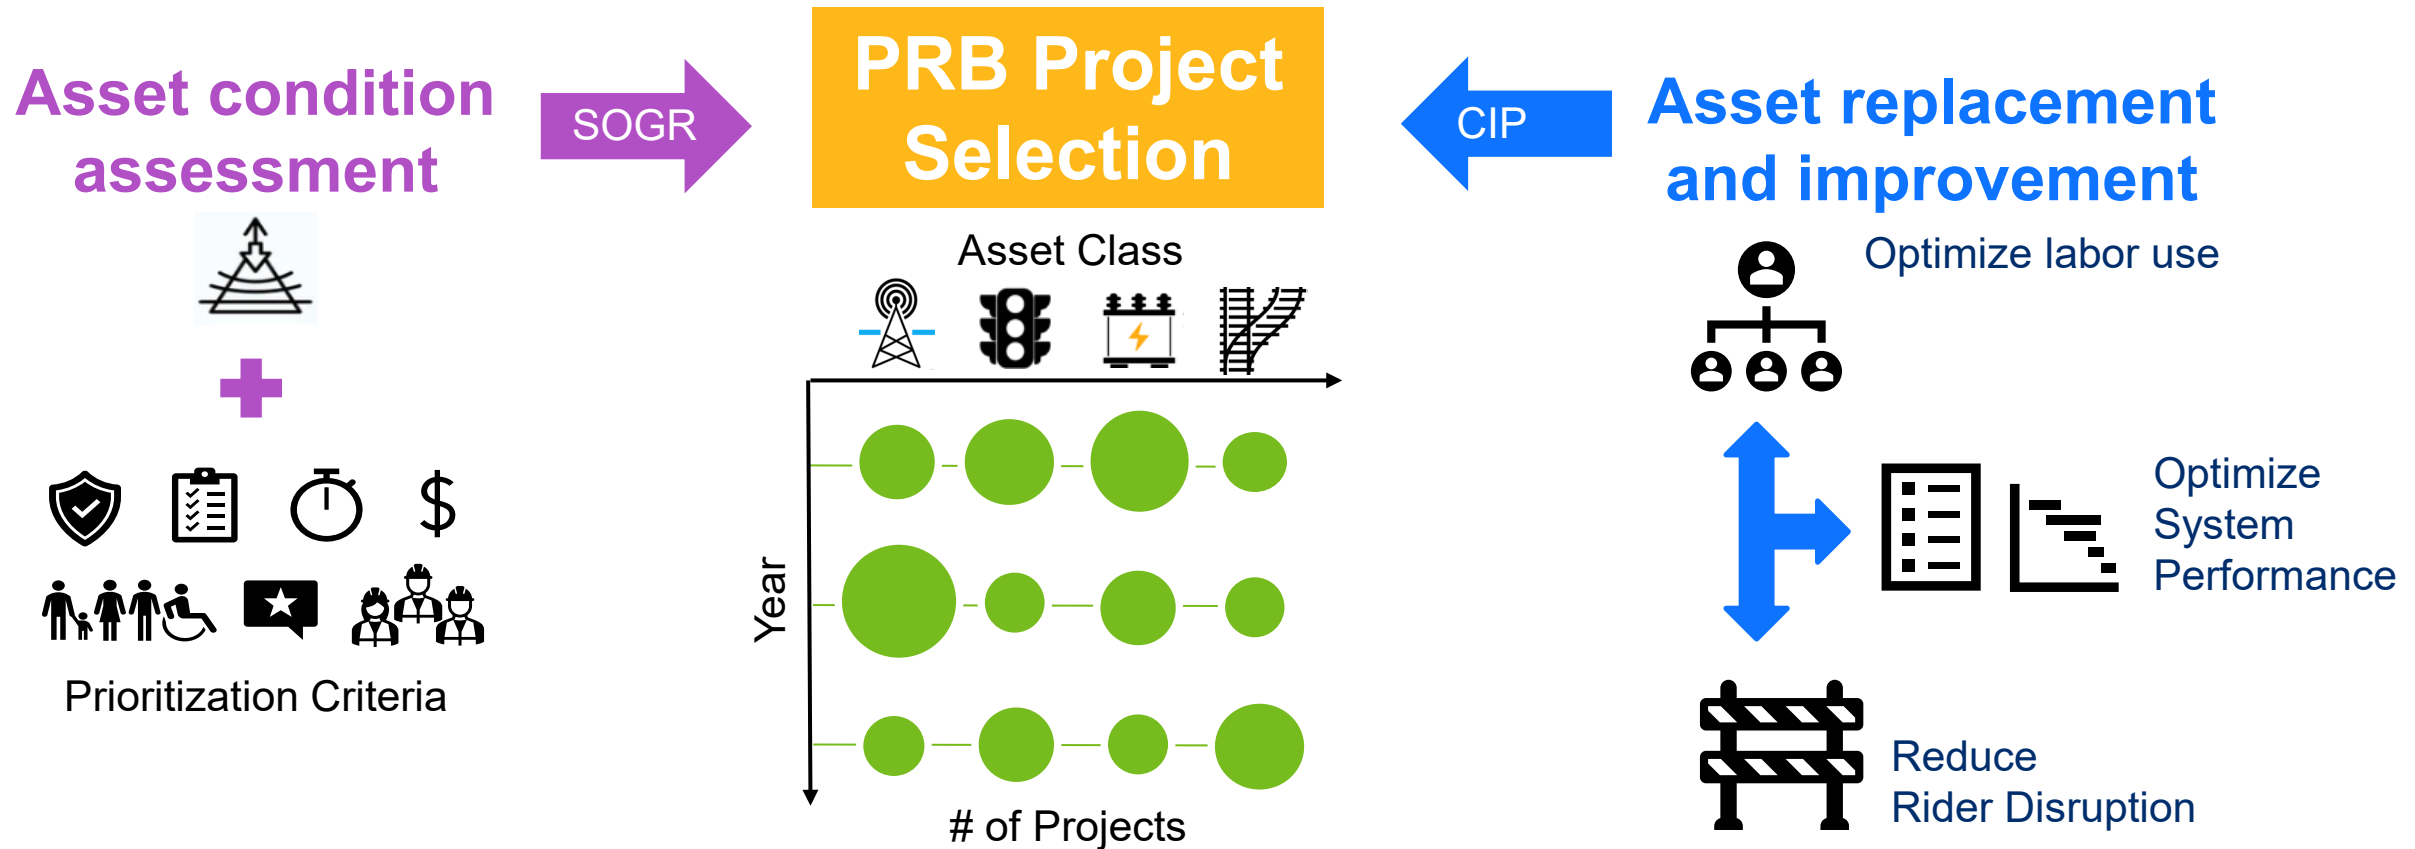 Asset condition
assessment
SOGR
PRB Project
Selection
CIP
Asset replacement
and improvement
Prioritization Criteria
Asset Class
Year
# of Projects
Optimize labor use
Optimize
System
Performance
Reduce
Rider Disruption